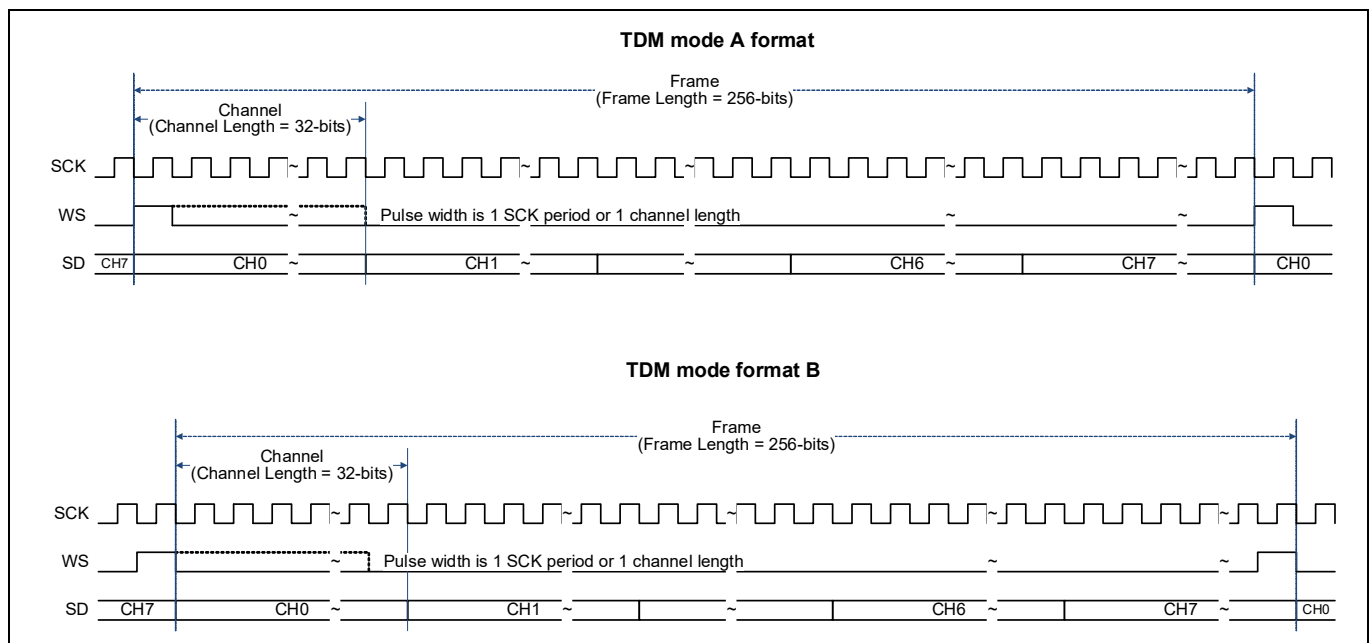 TDM mode A format
Frame
(Frame Length = 256-bits)
Channel
(Channel Length = 32-bits)
SCK ~ ~ ~ ~ ~
WS ~ Pulse width is 1 SCK period or 1 channel length ~ ~
SD CH7 CH0 ~ CH1 ~ ~ CH6 ~ CH7 ~ CH0
TDM mode format B
Frame
(Frame Length = 256-bits)
Channel
(Channel Length = 32-bits)
SCK ~ ~ ~ ~ ~
WS ~ Pulse width is 1 SCK period or 1 channel length ~ ~
SD CH7 CH0 ~ CH1 ~ ~ CH6 ~ CH7 ~ CH0